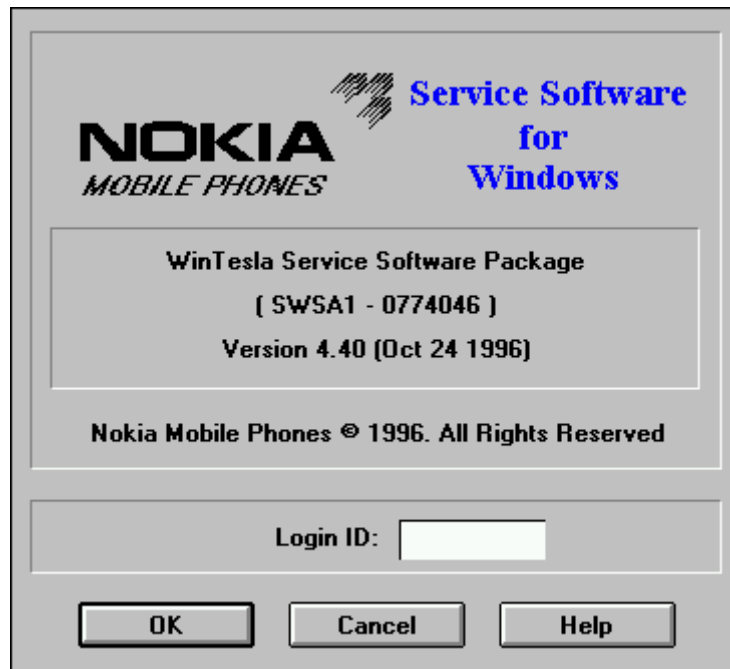 NOKIA
MOBILE PHONES
Service Software
for
Windows
WinTesla Service Software Package
( SWSA1 - 0774046 )
Version 4.40 (Oct 24 1996)
Nokia Mobile Phones © 1996. All Rights Reserved
Login ID:
OK
Cancel
Help